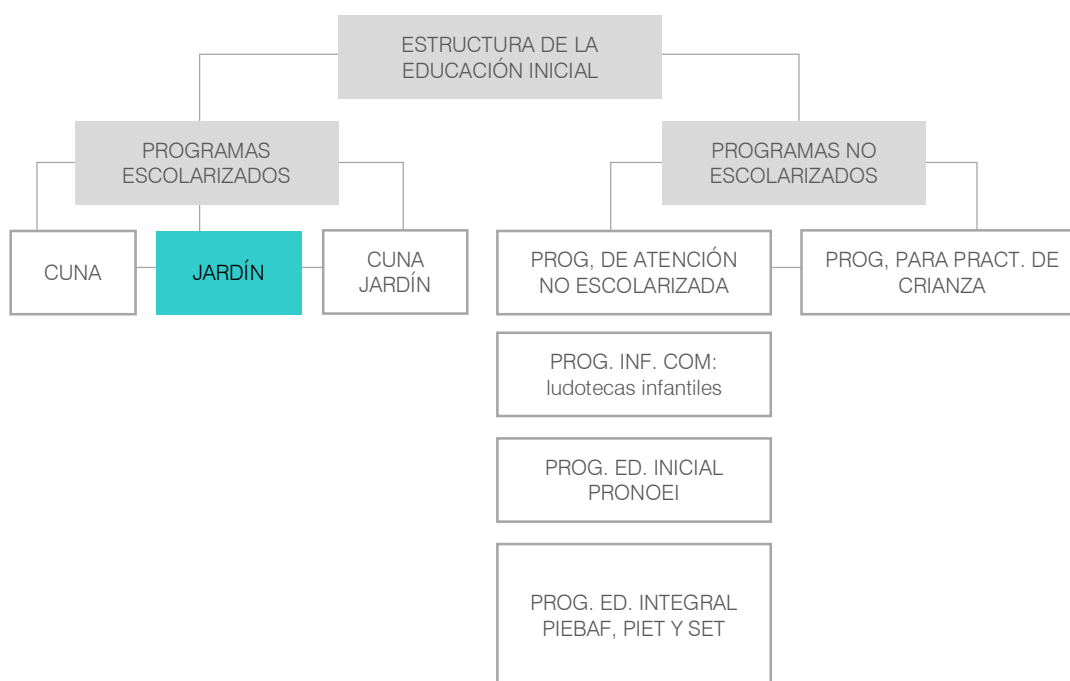 ESTRUCTURA DE LA
EDUCACIÓN INICIAL
PROGRAMAS
ESCOLARIZADOS
PROGRAMAS NO
ESCOLARIZADOS
CUNA
JARDÍN
CUNA
JARDÍN
PROG, DE ATENCIÓN
NO ESCOLARIZADA
PROG, PARA PRACT. DE
CRIANZA
PROG. INF. COM:
ludotecas infantiles
PROG. ED. INICIAL
PRONOEI
PROG. ED. INTEGRAL
PIEBAF, PIET Y SET